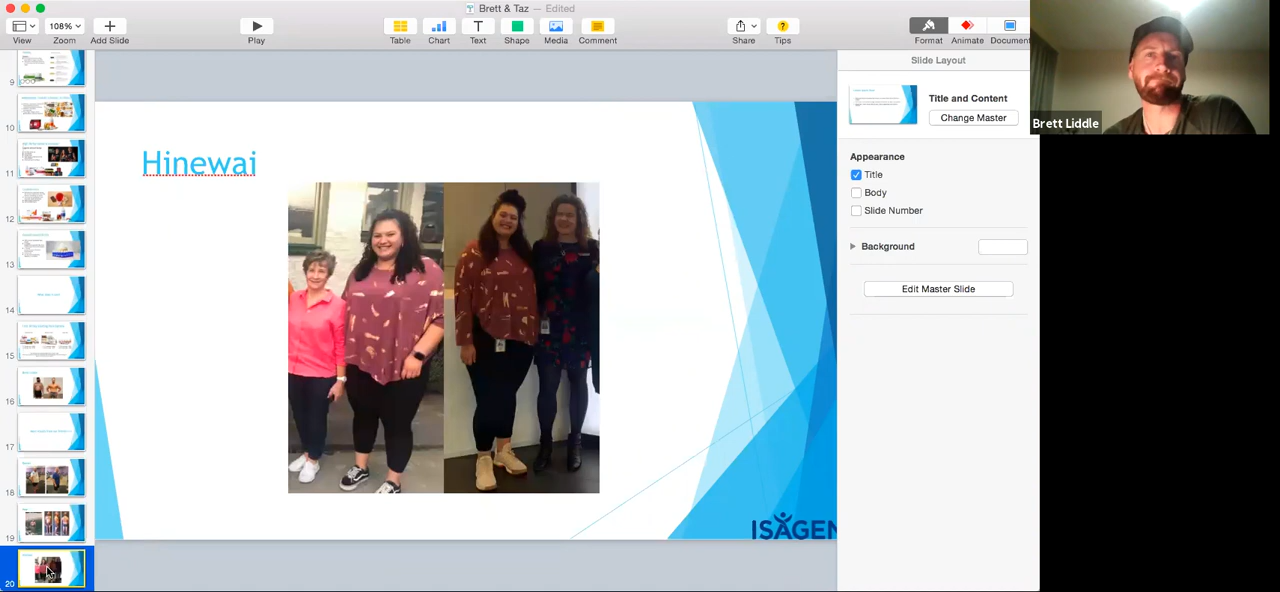 Brett & Taz — Edited
108%
View
Zoom
Add Slide
Play
Table
Chart
Text
Shape
Media
Comment
Share
Tips
Format
Animate
Document
Slide Layout
Title and Content
Change Master
Appearance
Title
Body
Slide Number
Background
Edit Master Slide
Brett Liddle
Hinewai
ISAGEN
9
10
11
12
13
14
15
16
17
18
19
20